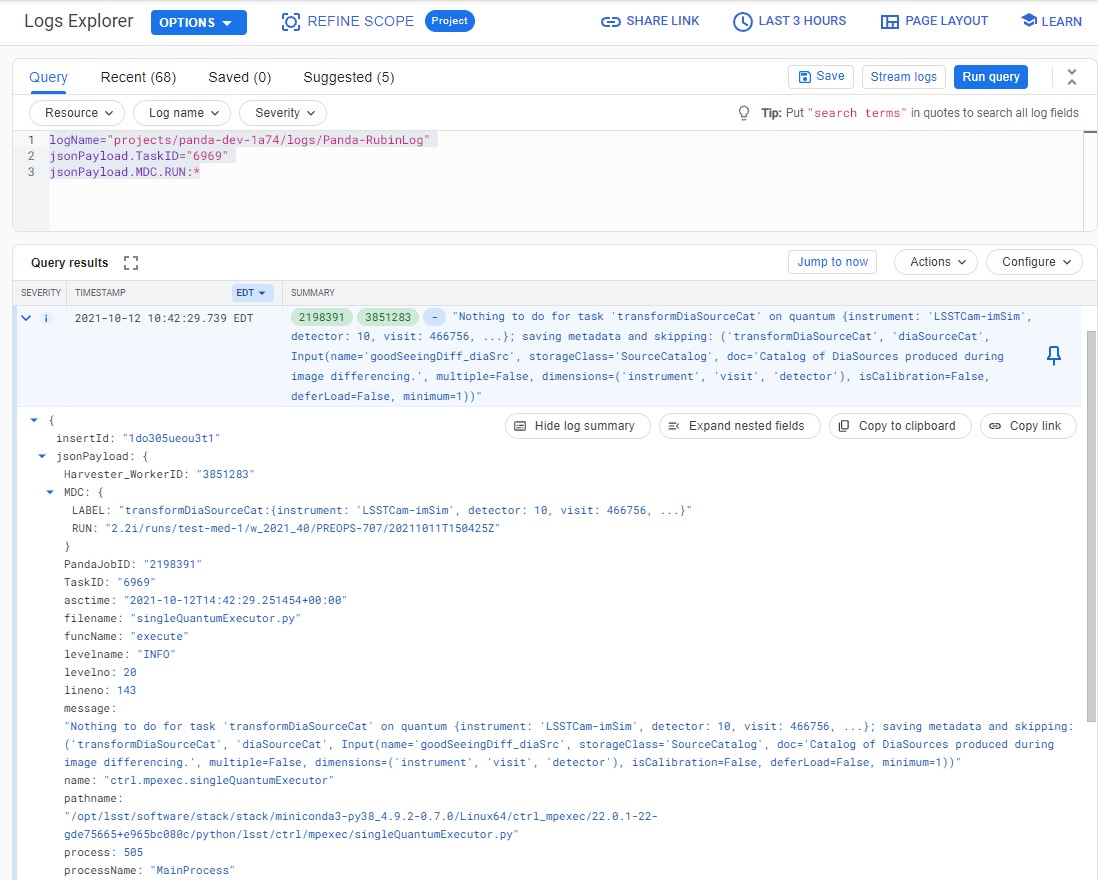 Logs Explorer OPTIONS REFINE SCOPE Project SHARE LINK LAST 3 HOURS PAGE LAYOUT LEARN
Query Recent (68) Saved (0) Suggested (5) Save Stream logs Run query
Resource Log name Severity Tip: Put "search terms" in quotes to search all log fields
1 logName="projects/panda-dev-1a74/logs/Panda-RubinLog"
2 jsonPayload.TaskID="6969"
3 jsonPayload.MDC.RUN:*
Query results Jump to now Actions Configure
SEVERITY TIMESTAMP EDT SUMMARY
2021-10-12 10:42:29.739 EDT 2198391 3851283 - "Nothing to do for task 'transformDiaSourceCat' on quantum {instrument: 'LSSTCam-imSim',
detector: 10, visit: 466756, ...}; saving metadata and skipping: ('transformDiaSourceCat', 'diaSourceCat',
Input(name='goodSeeingDiff_diaSrc', storageClass='SourceCatalog', doc='Catalog of DiaSources produced during
image differencing.', multiple=False, dimensions=('instrument', 'visit', 'detector'), isCalibration=False,
deferLoad=False, minimum=1))"
{ Hide log summary Expand nested fields Copy to clipboard Copy link
insertId: "1do305ueou3t1"
jsonPayload: {
Harvester_WorkerID: "3851283"
MDC: {
LABEL: "transformDiaSourceCat:{instrument: 'LSSTCam-imSim', detector: 10, visit: 466756, ...}"
RUN: "2.2i/runs/test-med-1/w_2021_40/PREOPS-707/20211011T150425Z"
}
PandaJobID: "2198391"
TaskID: "6969"
asctime: "2021-10-12T14:42:29.251454+00:00"
filename: "singleQuantumExecutor.py"
funcName: "execute"
levelname: "INFO"
levelno: 20
lineno: 143
message:
"Nothing to do for task 'transformDiaSourceCat' on quantum {instrument: 'LSSTCam-imSim', detector: 10, visit: 466756, ...}; saving metadata and skipping:
('transformDiaSourceCat', 'diaSourceCat', Input(name='goodSeeingDiff_diaSrc', storageClass='SourceCatalog', doc='Catalog of DiaSources produced during
image differencing.', multiple=False, dimensions=('instrument', 'visit', 'detector'), isCalibration=False, deferLoad=False, minimum=1))"
name: "ctrl.mpexec.singleQuantumExecutor"
pathname:
"/opt/lsst/software/stack/stack/miniconda3-py38_4.9.2-0.7.0/Linux64/ctrl_mpexec/22.0.1-22-
gde75665+e965bc080c/python/lsst/ctrl/mpexec/singleQuantumExecutor.py"
process: 505
processName: "MainProcess"